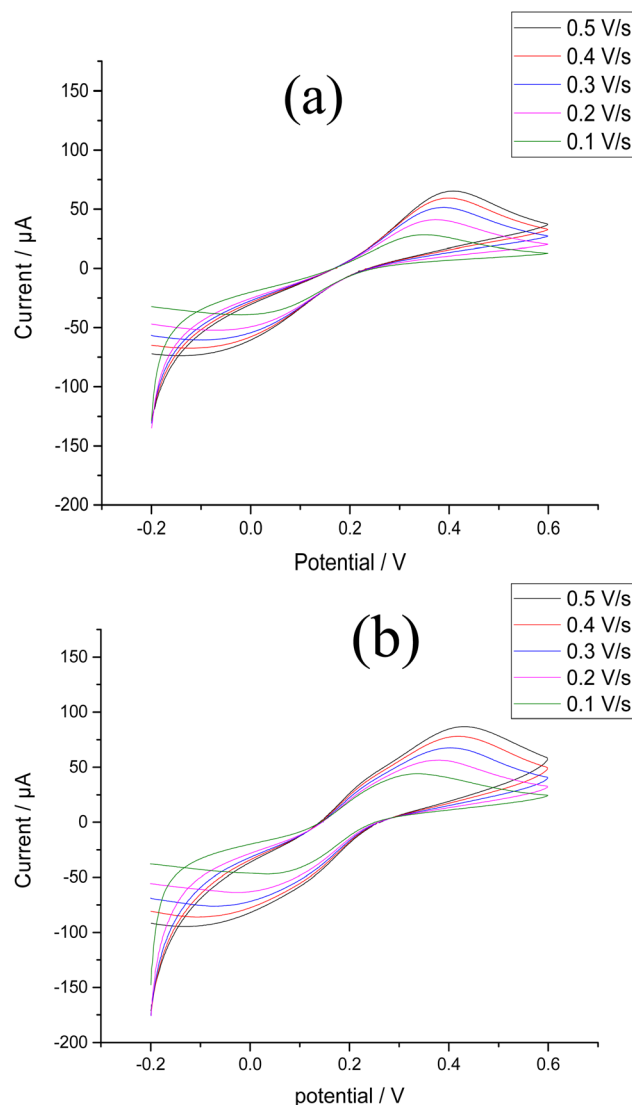 (a)
0.5 V/s
0.4 V/s
0.3 V/s
0.2 V/s
0.1 V/s
150
100
50
0
-50
-100
-150
-200
Current / μA
-0.2 0.0 0.2 0.4 0.6
Potential / V
(b)
0.5 V/s
0.4 V/s
0.3 V/s
0.2 V/s
0.1 V/s
150
100
50
0
-50
-100
-150
-200
Current / μA
-0.2 0.0 0.2 0.4 0.6
potential / V